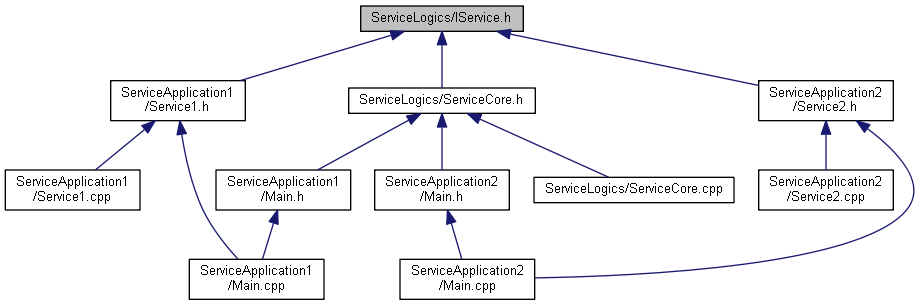 ServiceLogics/IService.h
ServiceApplication1
/Service1.h
ServiceLogics/ServiceCore.h
ServiceApplication2
/Service2.h
ServiceApplication1
/Service1.cpp
ServiceApplication1
/Main.h
ServiceApplication2
/Main.h
ServiceLogics/ServiceCore.cpp
ServiceApplication2
/Service2.cpp
ServiceApplication1
/Main.cpp
ServiceApplication2
/Main.cpp